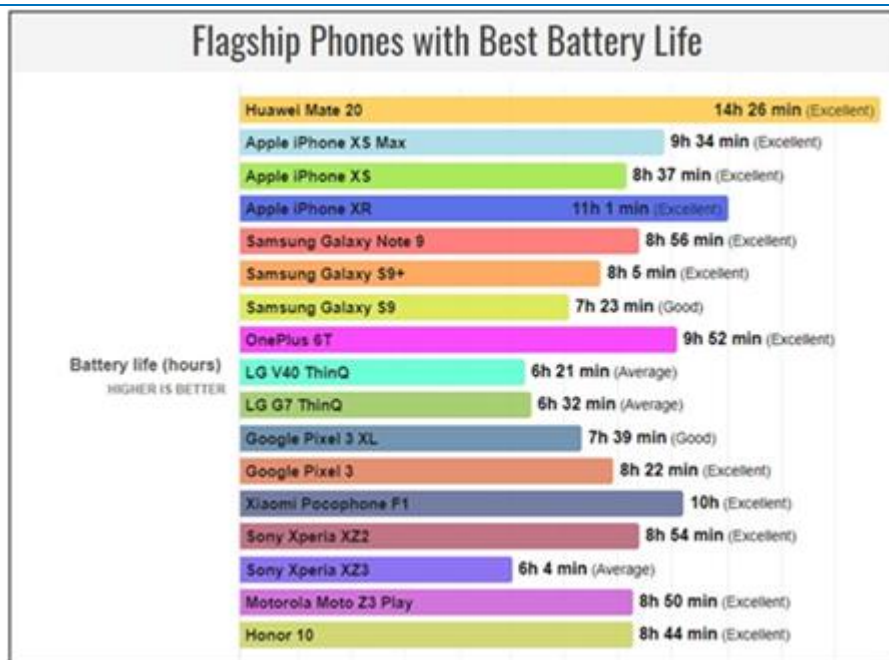 Flagship Phones with Best Battery Life
Huawei Mate 20 14h 26 min (Excellent)
Apple iPhone XS Max 9h 34 min (Excellent)
Apple iPhone XS 8h 37 min (Excellent)
Apple iPhone XR 11h 1 min (Excellent)
Samsung Galaxy Note 9 8h 56 min (Excellent)
Samsung Galaxy S9+ 8h 5 min (Excellent)
Samsung Galaxy S9 7h 23 min (Good)
OnePlus 6T 9h 52 min (Excellent)
Battery life (hours)
HIGHER IS BETTER
LG V40 ThinQ 6h 21 min (Average)
LG G7 ThinQ 6h 32 min (Average)
Google Pixel 3 XL 7h 39 min (Good)
Google Pixel 3 8h 22 min (Excellent)
Xiaomi Pocophone F1 10h (Excellent)
Sony Xperia XZ2 8h 54 min (Excellent)
Sony Xperia XZ3 6h 4 min (Average)
Motorola Moto Z3 Play 8h 50 min (Excellent)
Honor 10 8h 44 min (Excellent)